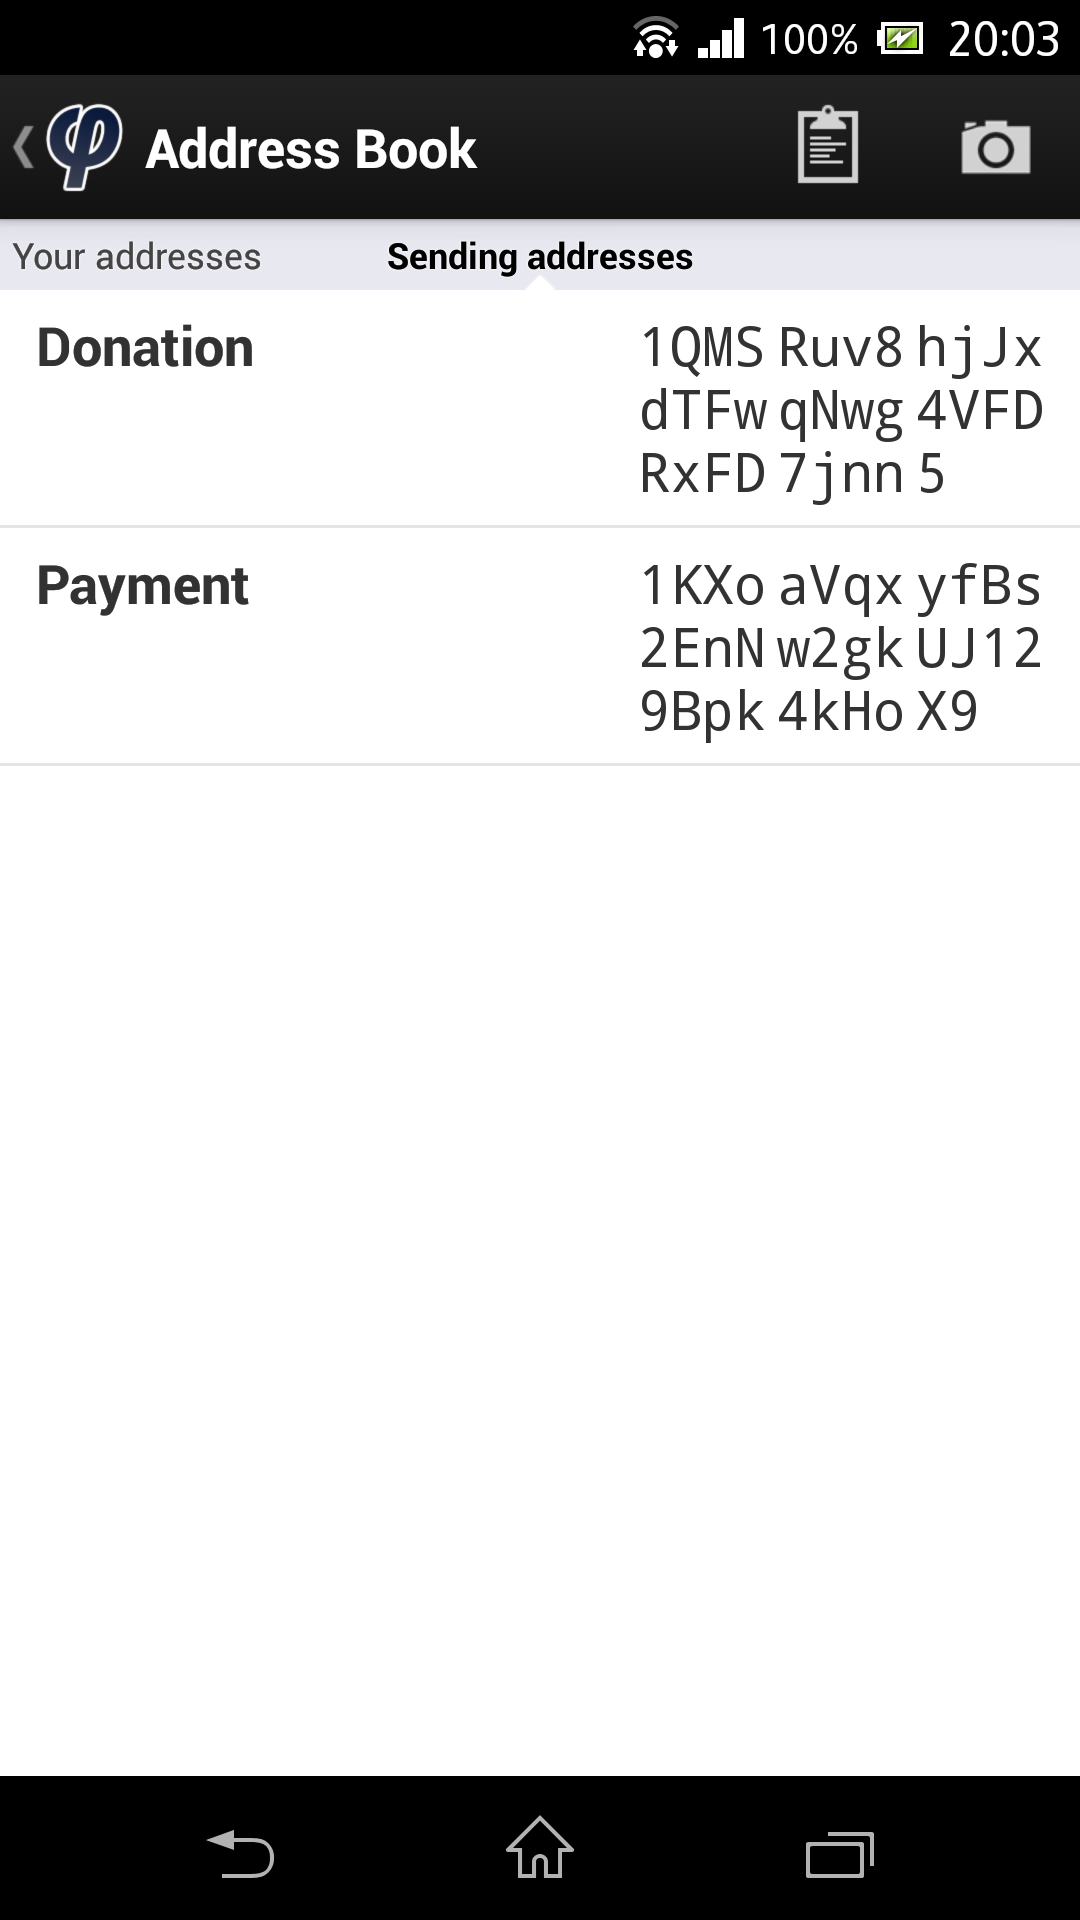 100% 20:03
φ Address Book
Your addresses Sending addresses
Donation 1QMS Ruv8 hjJx
dTFw qNwg 4VFD
RxFD 7jnn 5
Payment 1KXo aVqx yfBs
2EnN w2gk UJ12
9Bpk 4kHo X9